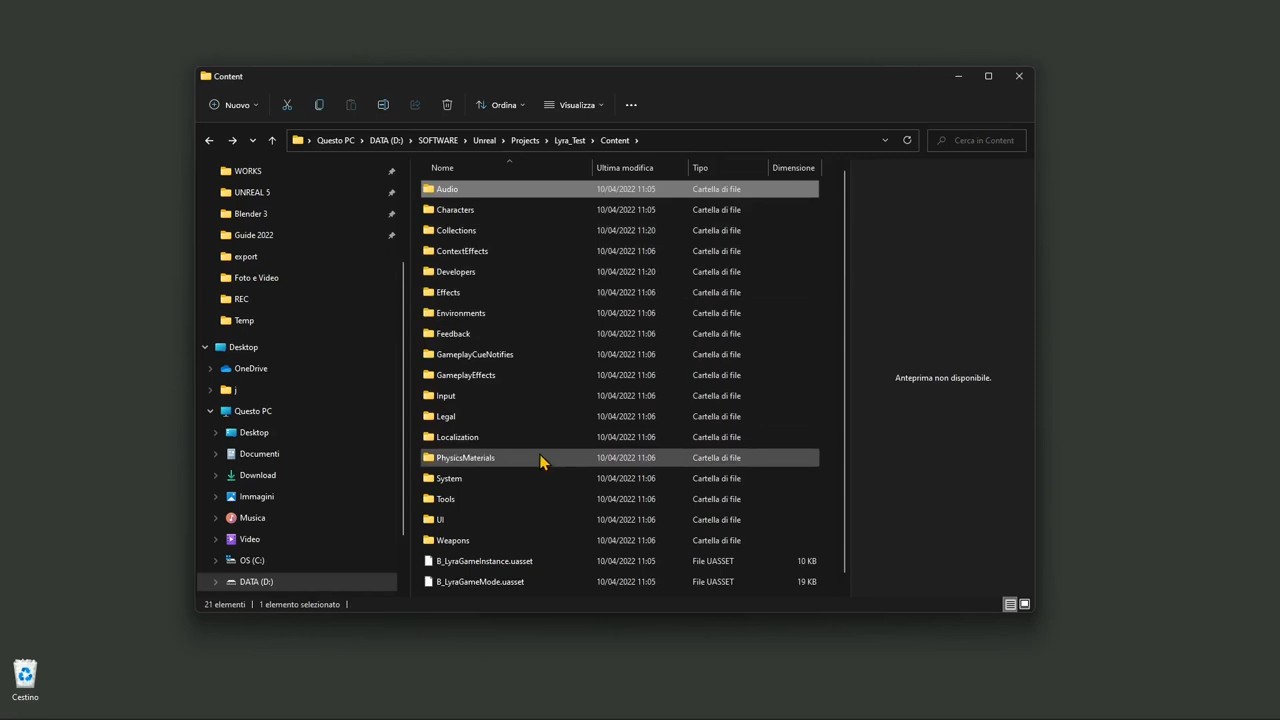 Content
Nuovo Ordina Visualizza
Questo PC DATA (D:) SOFTWARE Unreal Projects Lyra_Test Content Cerca in Content
Nome Ultima modifica Tipo Dimensione
WORKS
UNREAL 5
Blender 3
Guide 2022
export
Foto e Video
REC
Temp
Desktop
OneDrive
j
Questo PC
Desktop
Documenti
Download
Immagini
Musica
Video
OS (C:)
DATA (D:)
Audio 10/04/2022 11:05 Cartella di file
Characters 10/04/2022 11:05 Cartella di file
Collections 10/04/2022 11:20 Cartella di file
ContextEffects 10/04/2022 11:06 Cartella di file
Developers 10/04/2022 11:20 Cartella di file
Effects 10/04/2022 11:06 Cartella di file
Environments 10/04/2022 11:06 Cartella di file
Feedback 10/04/2022 11:06 Cartella di file
GameplayCueNotifies 10/04/2022 11:06 Cartella di file
GameplayEffects 10/04/2022 11:06 Cartella di file
Input 10/04/2022 11:06 Cartella di file
Legal 10/04/2022 11:06 Cartella di file
Localization 10/04/2022 11:06 Cartella di file
PhysicsMaterials 10/04/2022 11:06 Cartella di file
System 10/04/2022 11:06 Cartella di file
Tools 10/04/2022 11:06 Cartella di file
UI 10/04/2022 11:06 Cartella di file
Weapons 10/04/2022 11:06 Cartella di file
B_LyraGameInstance.uasset 10/04/2022 11:05 File UASSET 10 KB
B_LyraGameMode.uasset 10/04/2022 11:05 File UASSET 19 KB
Anteprima non disponibile.
21 elementi 1 elemento selezionato
Cestino